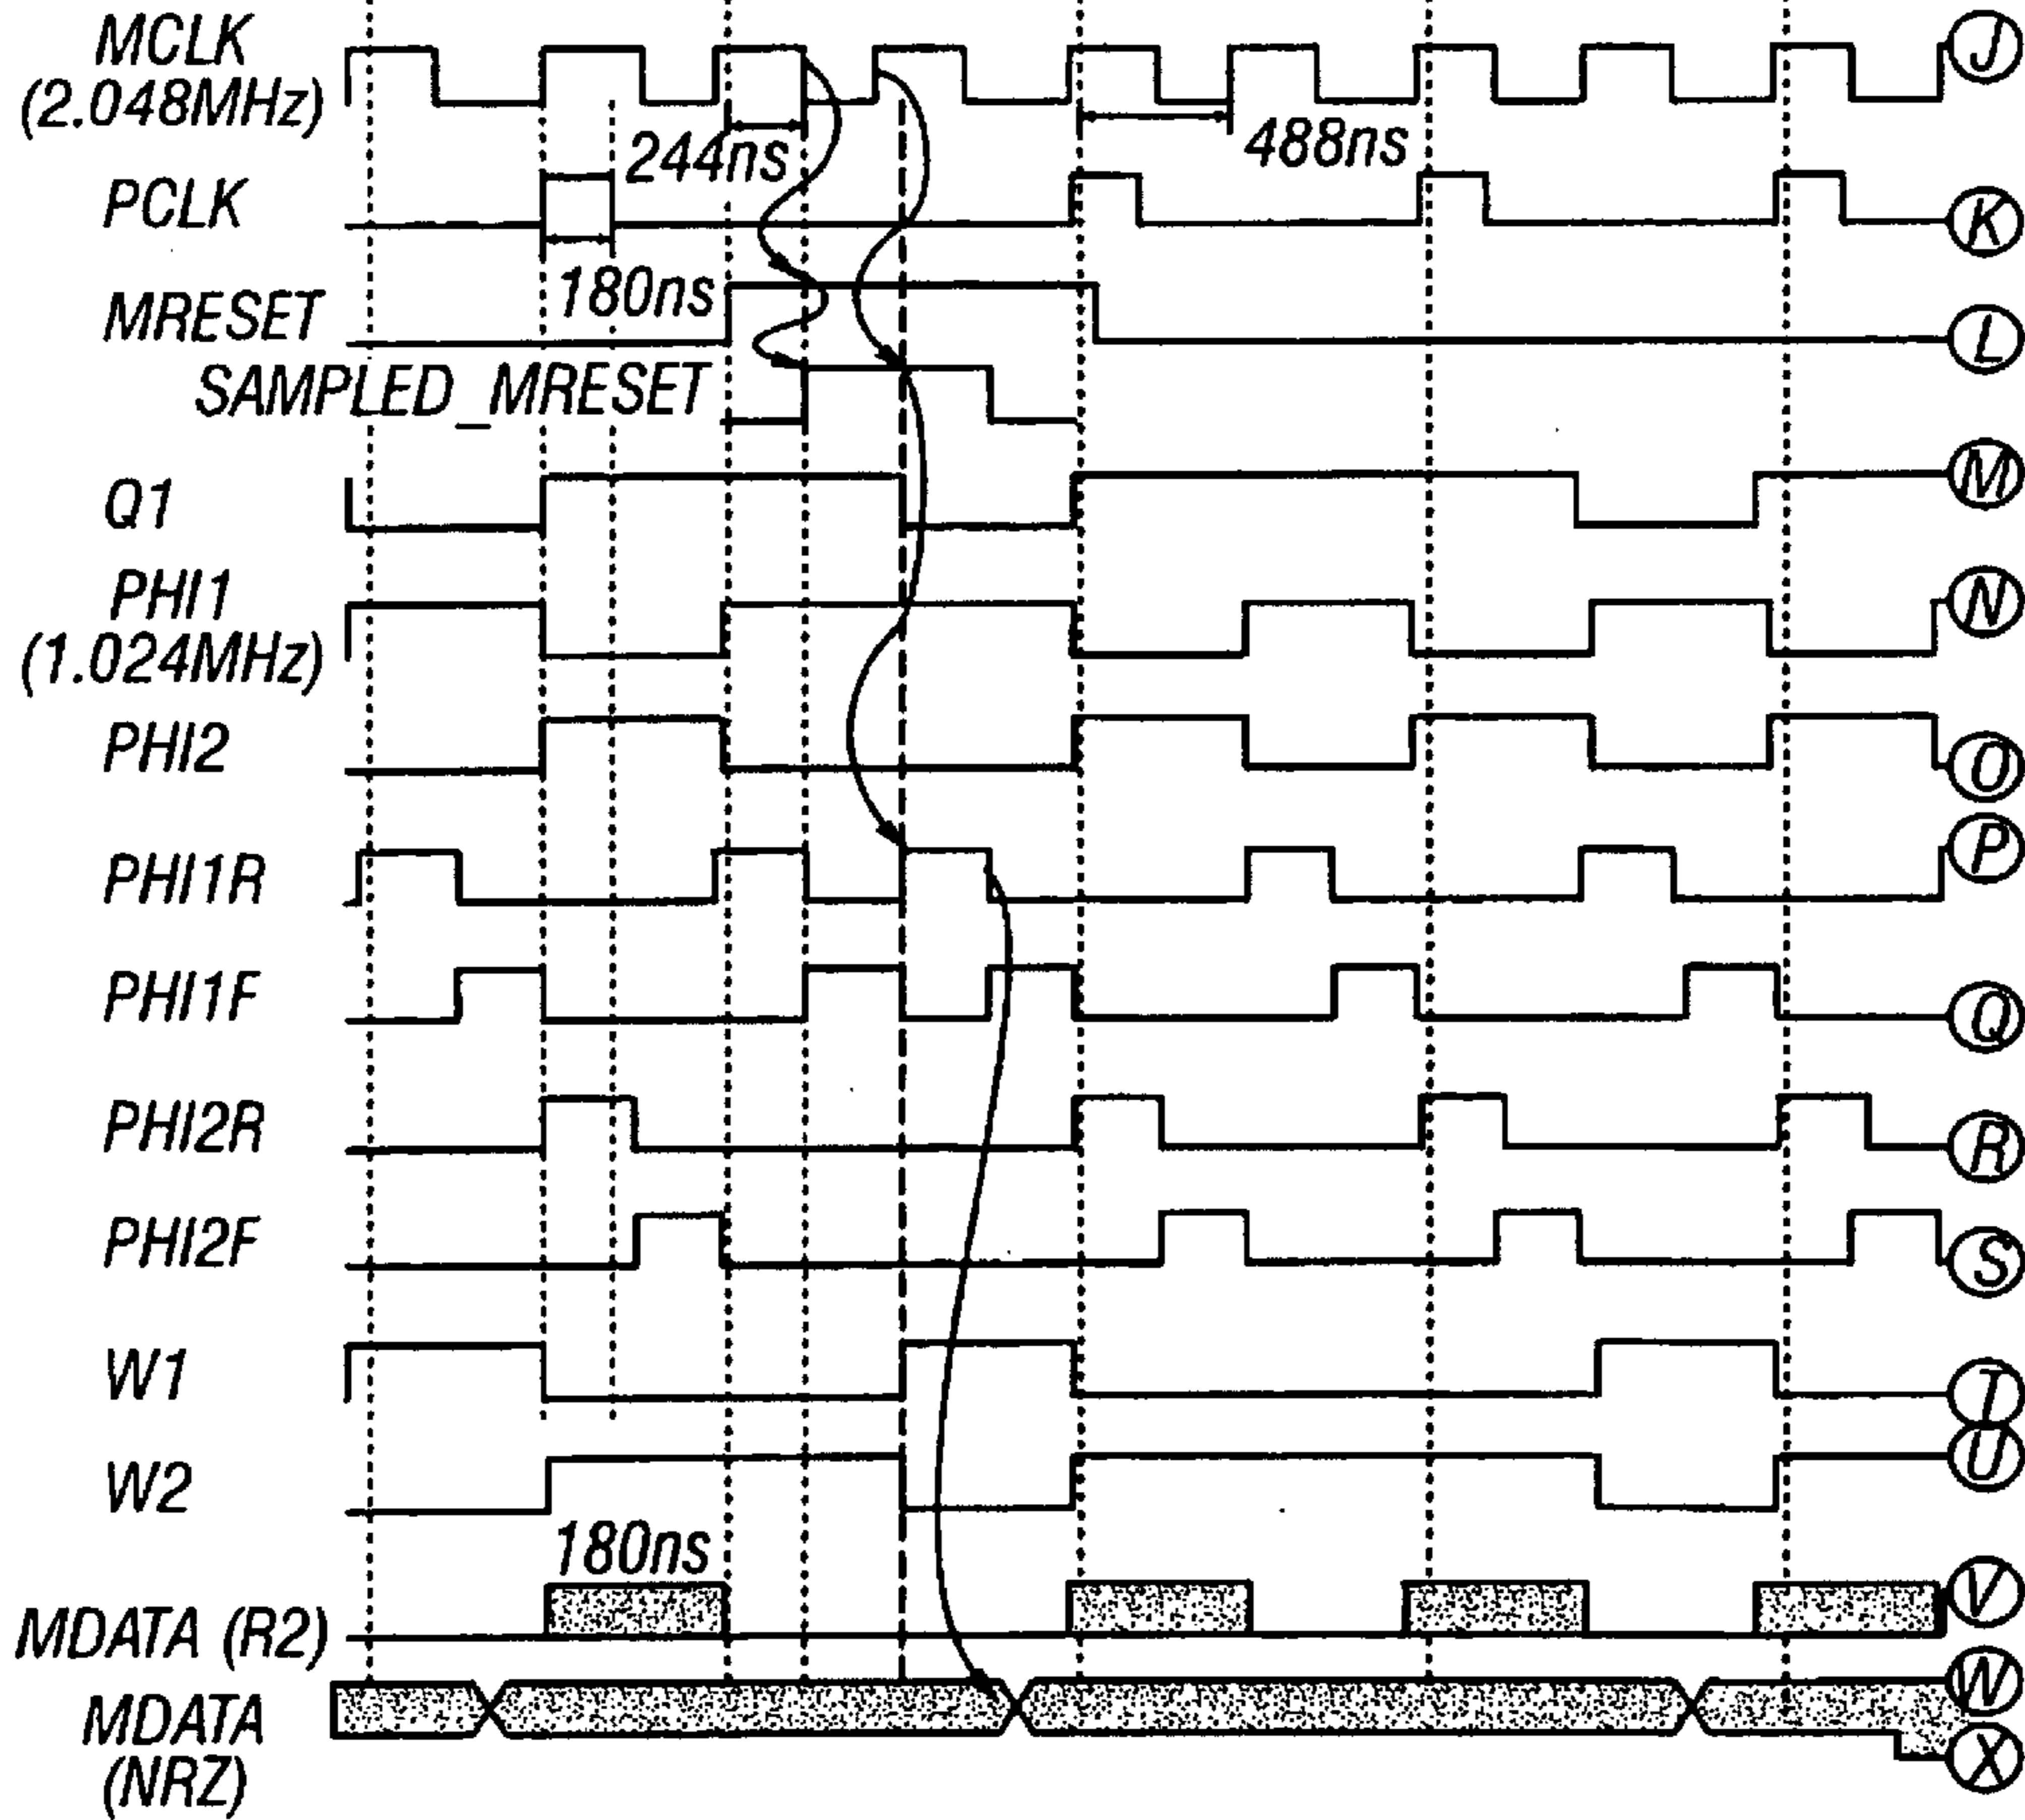 MCLK
(2.048MHz)
J
244ns
488ns
PCLK
K
180ns
MRESET
L
SAMPLED_MRESET
Q1
M
PHI1
(1.024MHz)
N
PHI2
O
PHI1R
P
PHI1F
Q
PHI2R
R
PHI2F
S
W1
T
W2
U
180ns
MDATA (R2)
V
MDATA
(NRZ)
W
X